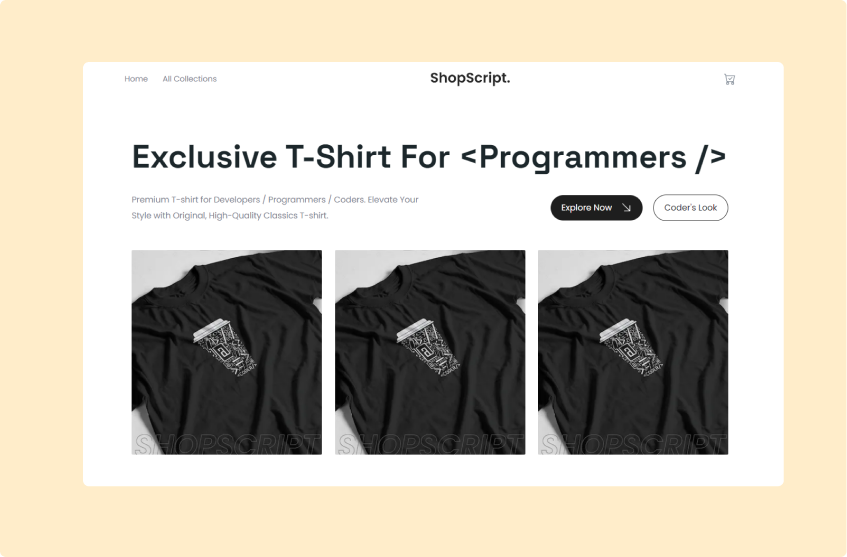 Home All Collections ShopScript.
Exclusive T-Shirt For <Programmers />
Premium T-shirt for Developers / Programmers / Coders. Elevate Your
Style with Original, High-Quality Classics T-shirt.
Explore Now Coder's Look
SHOPSCRIPT SHOPSCRIPT SHOPSCRIPT